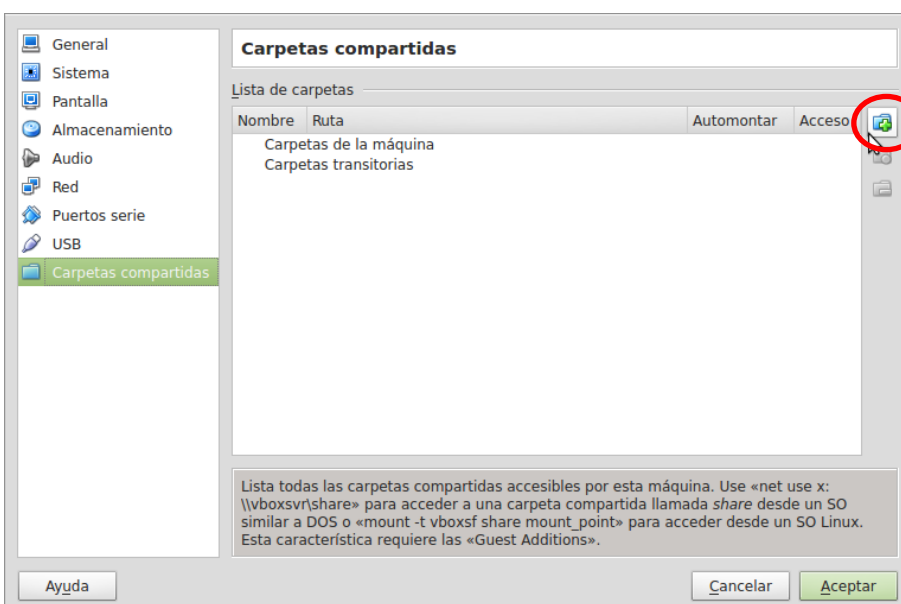 General
Sistema
Pantalla
Almacenamiento
Audio
Red
Puertos serie
USB
Carpetas compartidas
Carpetas compartidas
Lista de carpetas
Nombre Ruta Automontar Acceso
Carpetas de la máquina
Carpetas transitorias
Lista todas las carpetas compartidas accesibles por esta máquina. Use «net use x:
\\vboxsvr\share» para acceder a una carpeta compartida llamada share desde un SO
similar a DOS o «mount -t vboxsf share mount_point» para acceder desde un SO Linux.
Esta característica requiere las «Guest Additions».
Ayuda Cancelar Aceptar